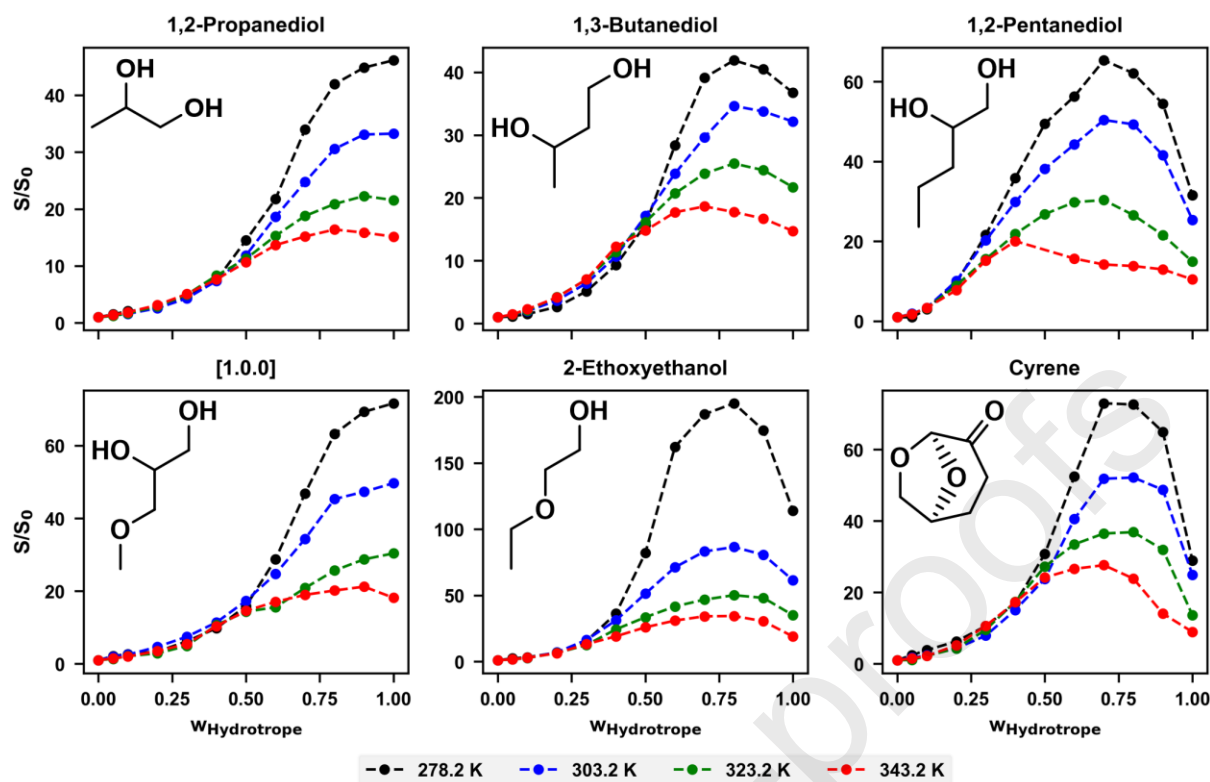 1,2-Propanediol
1,3-Butanediol
1,2-Pentanediol
S/S0
40
30
20
10
0
OH
OH
40
30
20
10
0
OH
HO
60
40
20
0
OH
HO
[1.0.0]
2-Ethoxyethanol
Cyrene
S/S0
60
40
20
0
OH
HO
O
200
150
100
50
0
OH
O
60
40
20
0
O
O
O
0.00 0.25 0.50 0.75 1.00
0.00 0.25 0.50 0.75 1.00
0.00 0.25 0.50 0.75 1.00
wHydrotrope
wHydrotrope
wHydrotrope
278.2 K 303.2 K 323.2 K 343.2 K
proofs